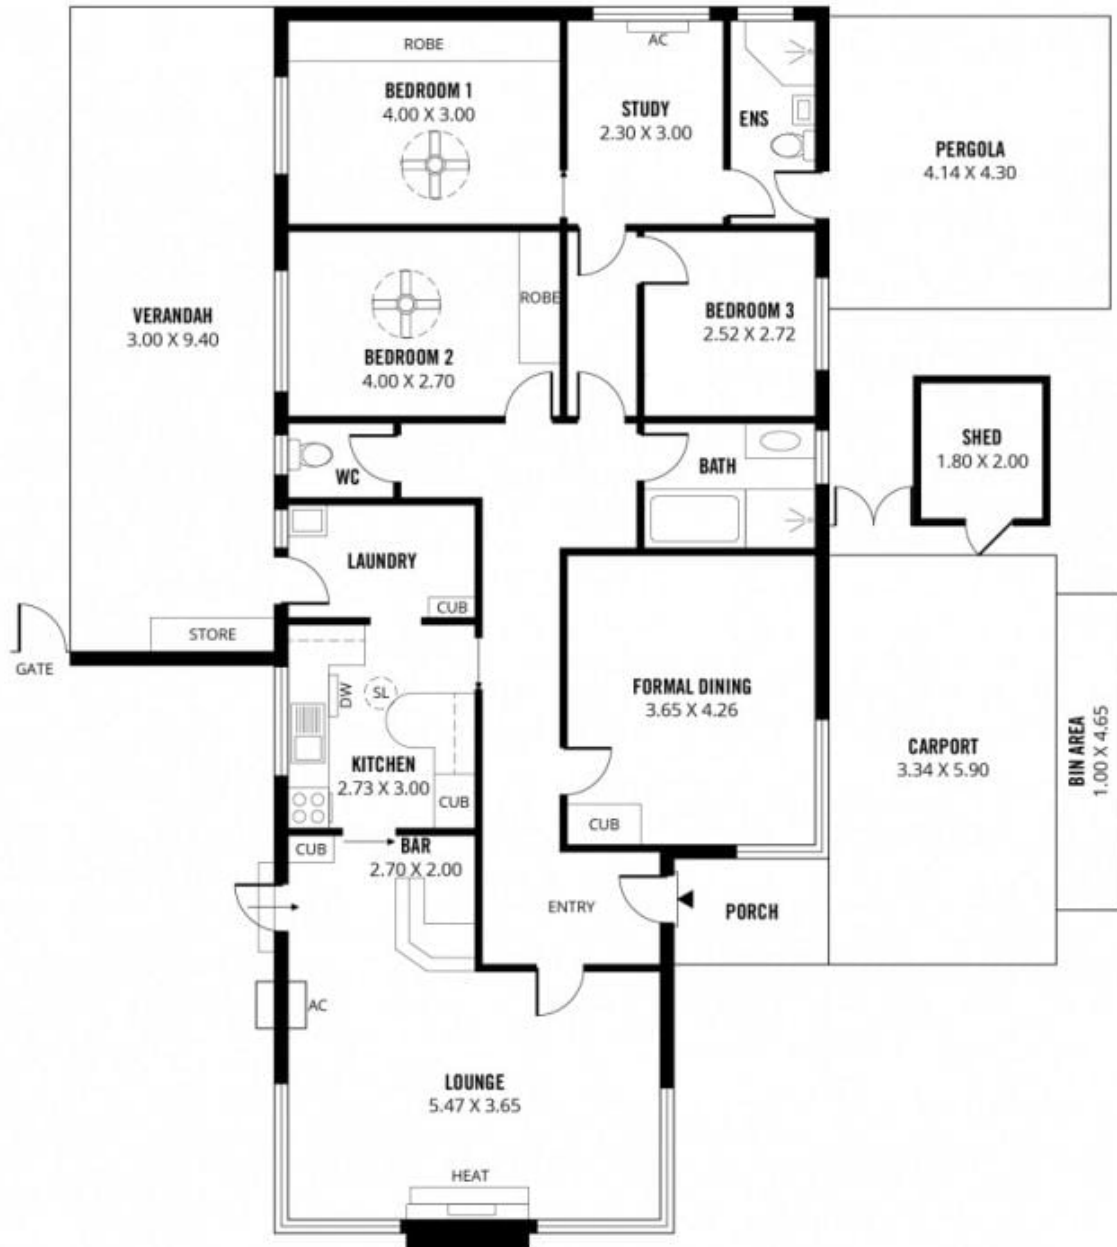 ROBE
BEDROOM 1
4.00 X 3.00
AC
STUDY
2.30 X 3.00
ENS
PERGOLA
4.14 X 4.30
VERANDAH
3.00 X 9.40
ROBE
BEDROOM 2
4.00 X 2.70
BEDROOM 3
2.52 X 2.72
WC
BATH
SHED
1.80 X 2.00
LAUNDRY
CUB
STORE
GATE
DW
SL
KITCHEN
2.73 X 3.00
CUB
FORMAL DINING
3.65 X 4.26
CUB
CARPORT
3.34 X 5.90
BIN AREA
1.00 X 4.65
CUB
BAR
2.70 X 2.00
ENTRY
PORCH
AC
LOUNGE
5.47 X 3.65
HEAT